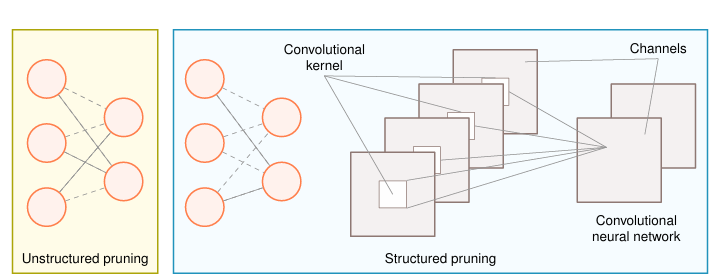 Convolutional
kernel
Channels
Convolutional
neural network
Unstructured pruning
Structured pruning